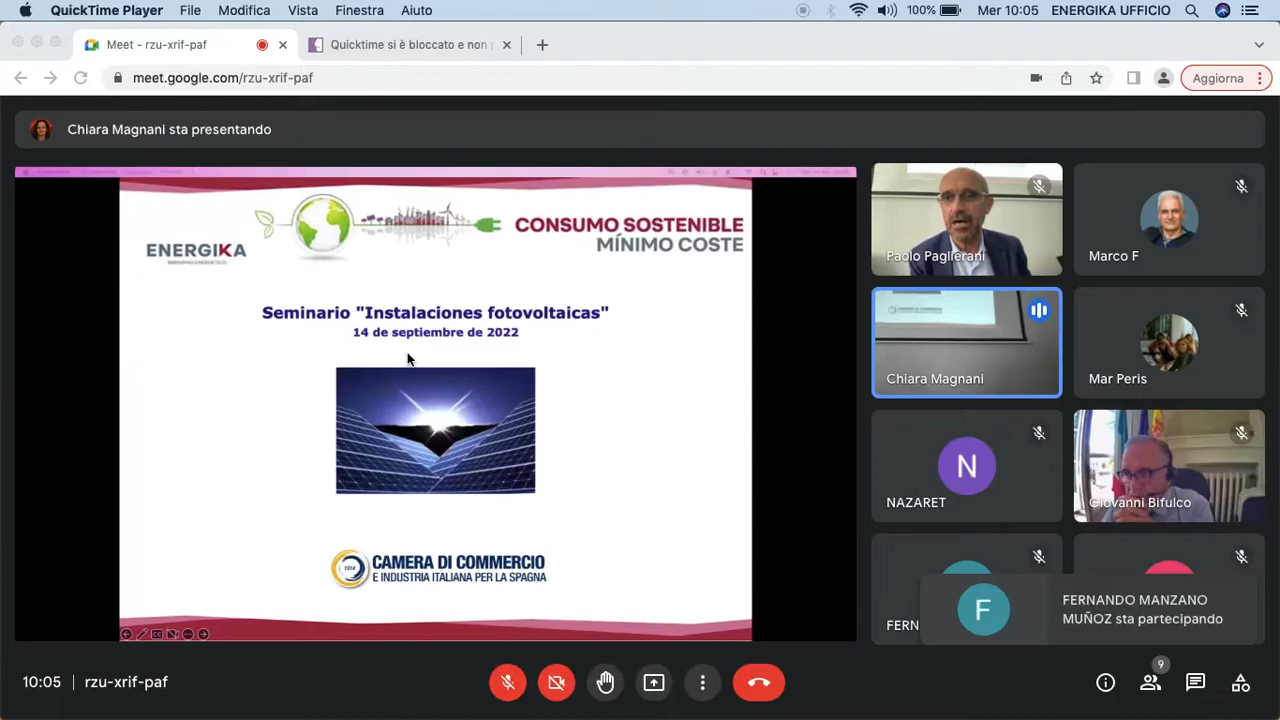 QuickTime Player File Modifica Vista Finestra Aiuto 100% Mer 10:05 ENERGIKA UFFICIO
Meet - rzu-xrif-paf
Quicktime si è bloccato e non
meet.google.com/rzu-xrif-paf
Aggiorna
Chiara Magnani sta presentando
ENERGIKA
CONSUMO SOSTENIBLE
MÍNIMO COSTE
Seminario "Instalaciones fotovoltaicas"
14 de septiembre de 2022
CAMERA DI COMMERCIO
E INDUSTRIA ITALIANA PER LA SPAGNA
Paolo Paglierani
Marco F
Chiara Magnani
Mar Peris
N
NAZARET
Giovanni Bifulco
FERN
F
FERNANDO MANZANO
MUÑOZ sta partecipando
10:05 | rzu-xrif-paf
9